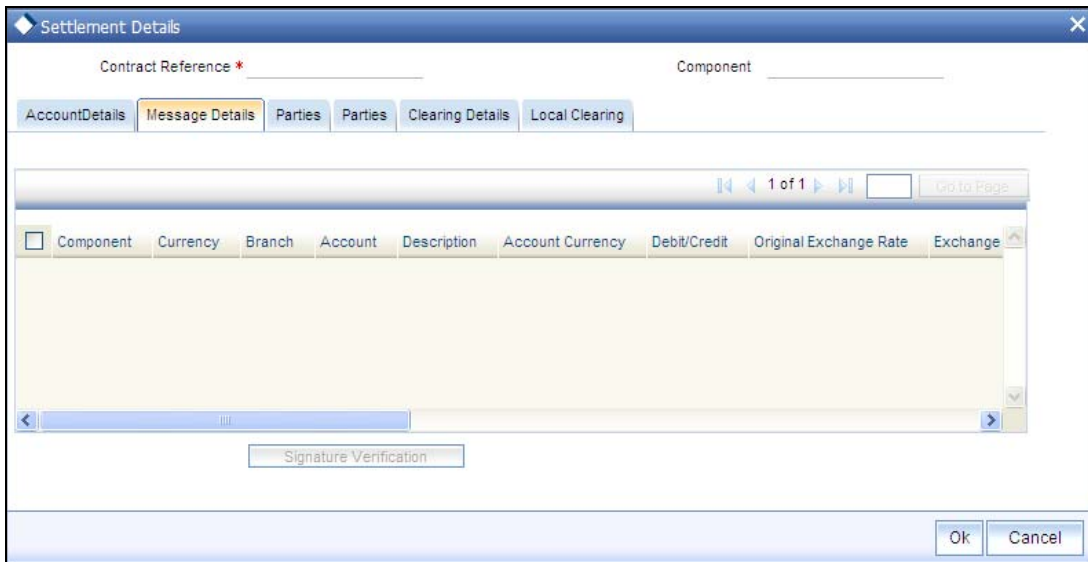 Settlement Details
Contract Reference *
Component
AccountDetails Message Details Parties Parties Clearing Details Local Clearing
1 of 1 Go to Page
Component Currency Branch Account Description Account Currency Debit/Credit Original Exchange Rate Exchange
Signature Verification
Ok Cancel